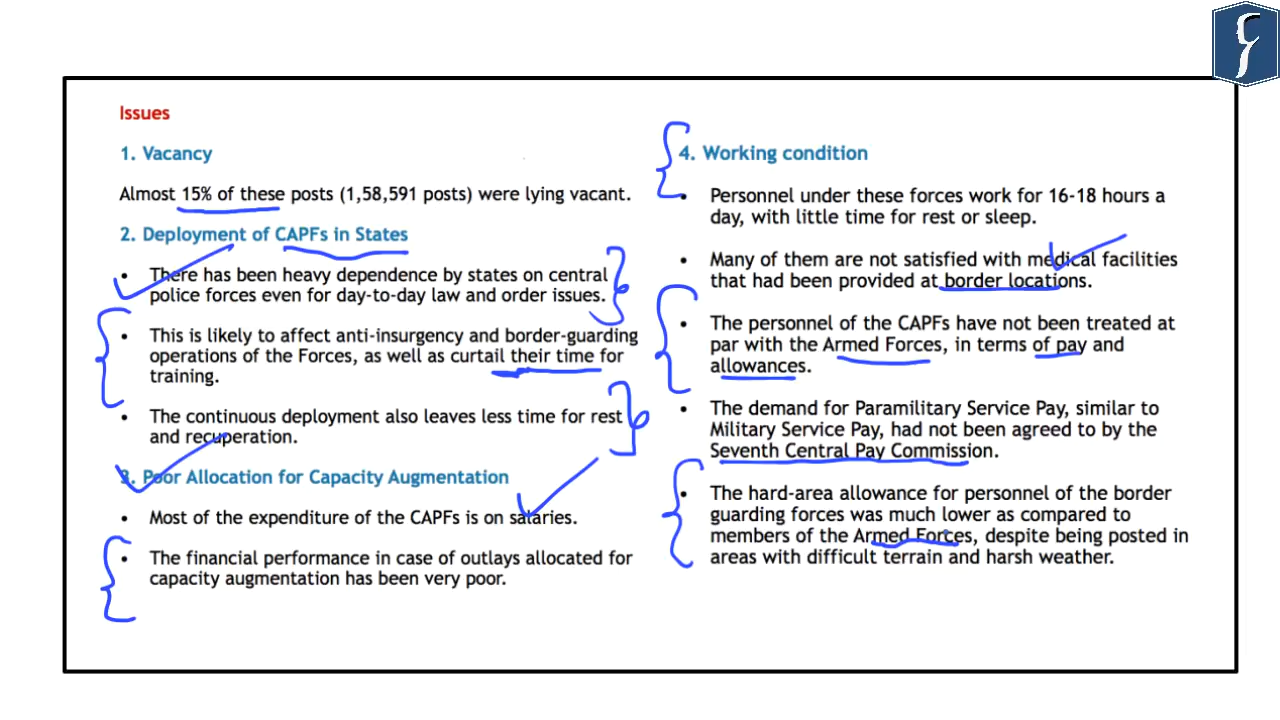 Issues
1. Vacancy
Almost 15% of these posts (1,58,591 posts) were lying vacant.
2. Deployment of CAPFs in States
• There has been heavy dependence by states on central
police forces even for day-to-day law and order issues.
• This is likely to affect anti-insurgency and border-guarding
operations of the Forces, as well as curtail their time for
training.
• The continuous deployment also leaves less time for rest
and recuperation.
3. Poor Allocation for Capacity Augmentation
• Most of the expenditure of the CAPFs is on salaries.
• The financial performance in case of outlays allocated for
capacity augmentation has been very poor.
4. Working condition
• Personnel under these forces work for 16-18 hours a
day, with little time for rest or sleep.
• Many of them are not satisfied with medical facilities
that had been provided at border locations.
• The personnel of the CAPFs have not been treated at
par with the Armed Forces, in terms of pay and
allowances.
• The demand for Paramilitary Service Pay, similar to
Military Service Pay, had not been agreed to by the
Seventh Central Pay Commission.
• The hard-area allowance for personnel of the border
guarding forces was much lower as compared to
members of the Armed Forces, despite being posted in
areas with difficult terrain and harsh weather.